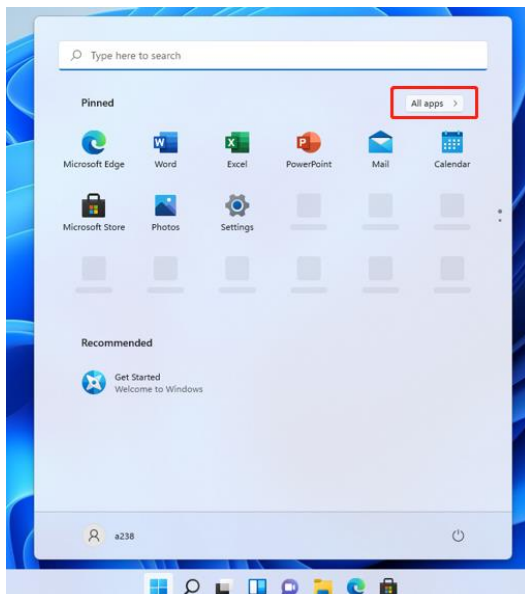 Type here to search
Pinned
All apps >
Microsoft Edge
Word
Excel
PowerPoint
Mail
Calendar
Microsoft Store
Photos
Settings
Recommended
Get Started
Welcome to Windows
a238